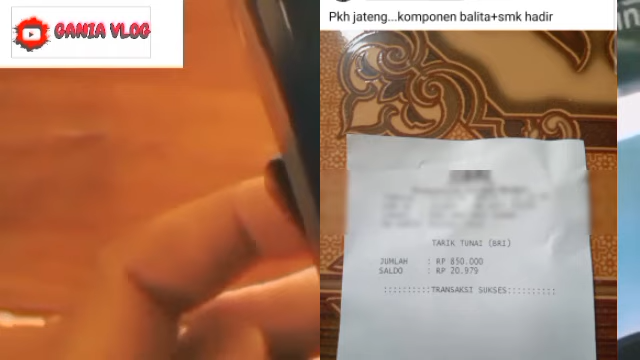 GANIA VLOG
Pkh jateng...komponen balita+smk hadir
TARIK TUNAI (BRI)
JUMLAH : RP 850.000
SALDO : RP 20.979
::::::::::TRANSAKSI SUKSES::::::::::